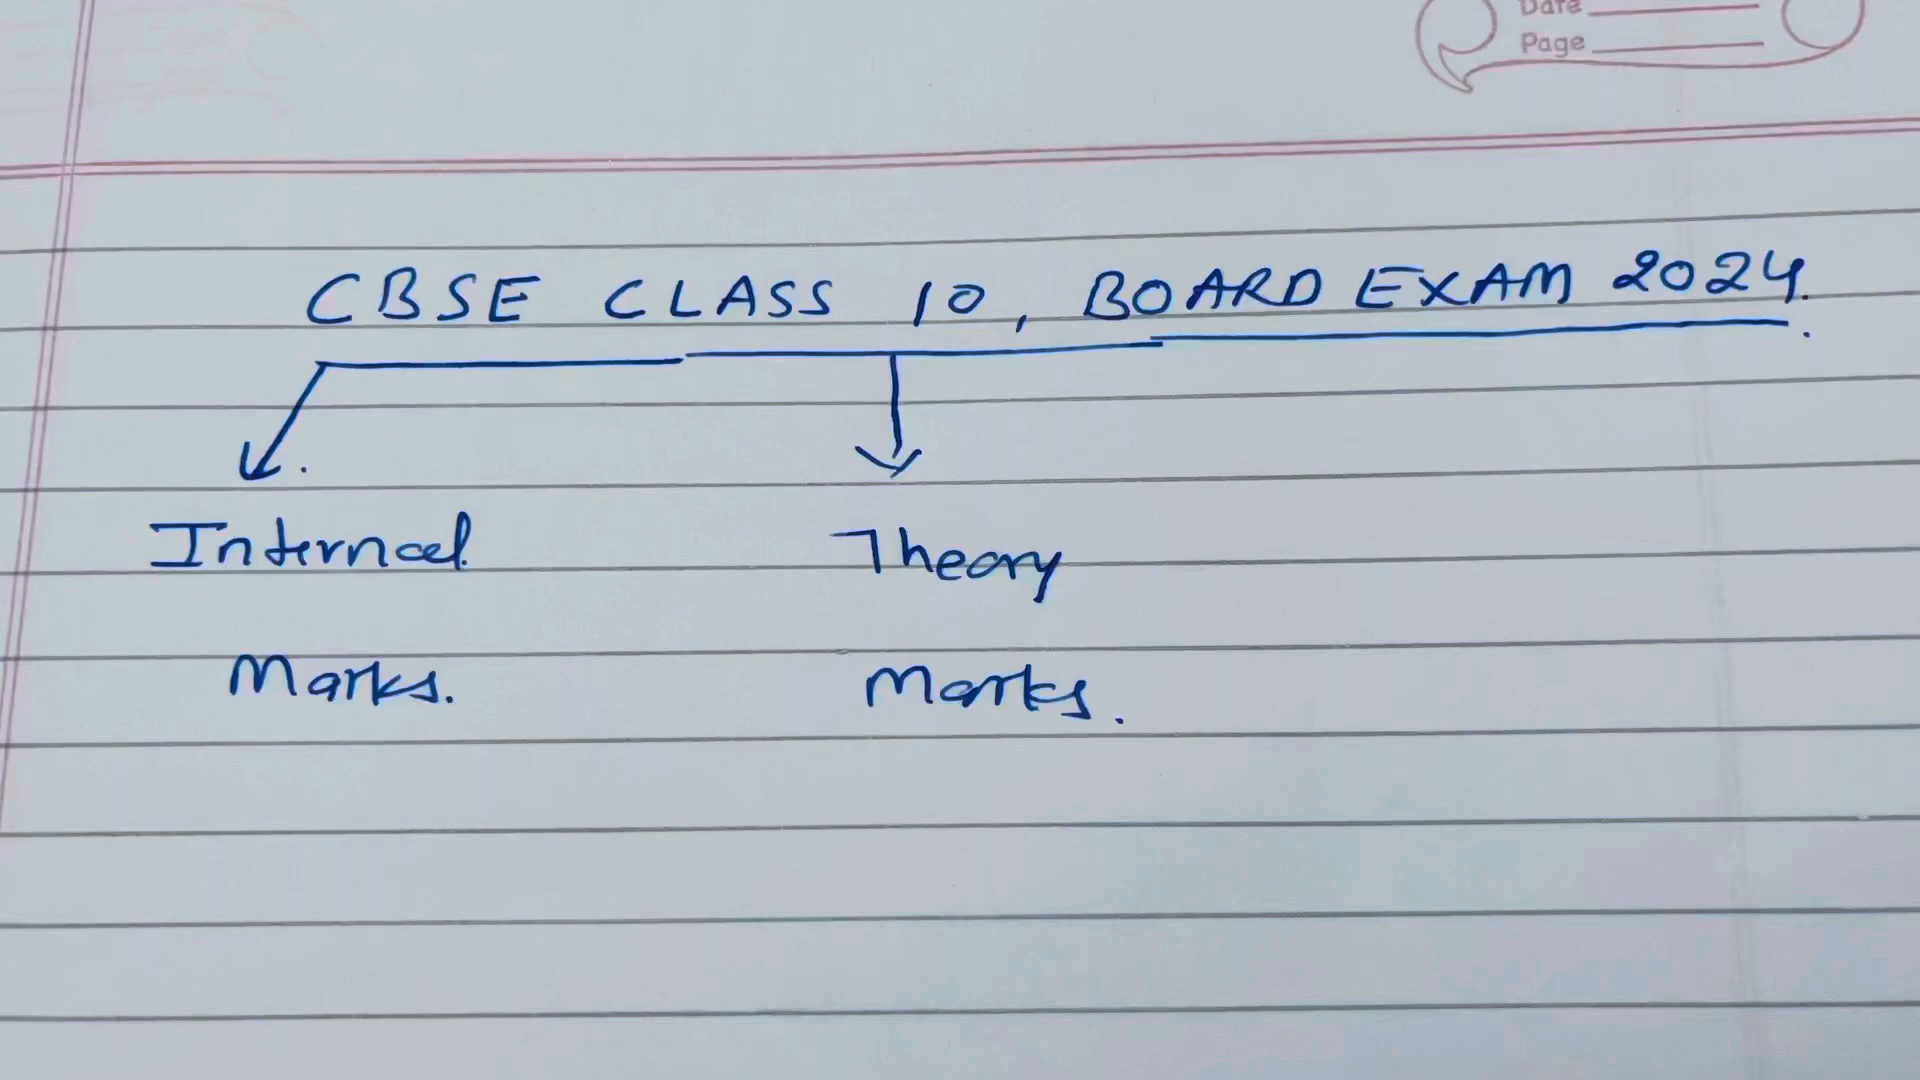 Date
Page
CBSE CLASS 10, BOARD EXAM 2024.
Internal Theory
Marks. Marks.